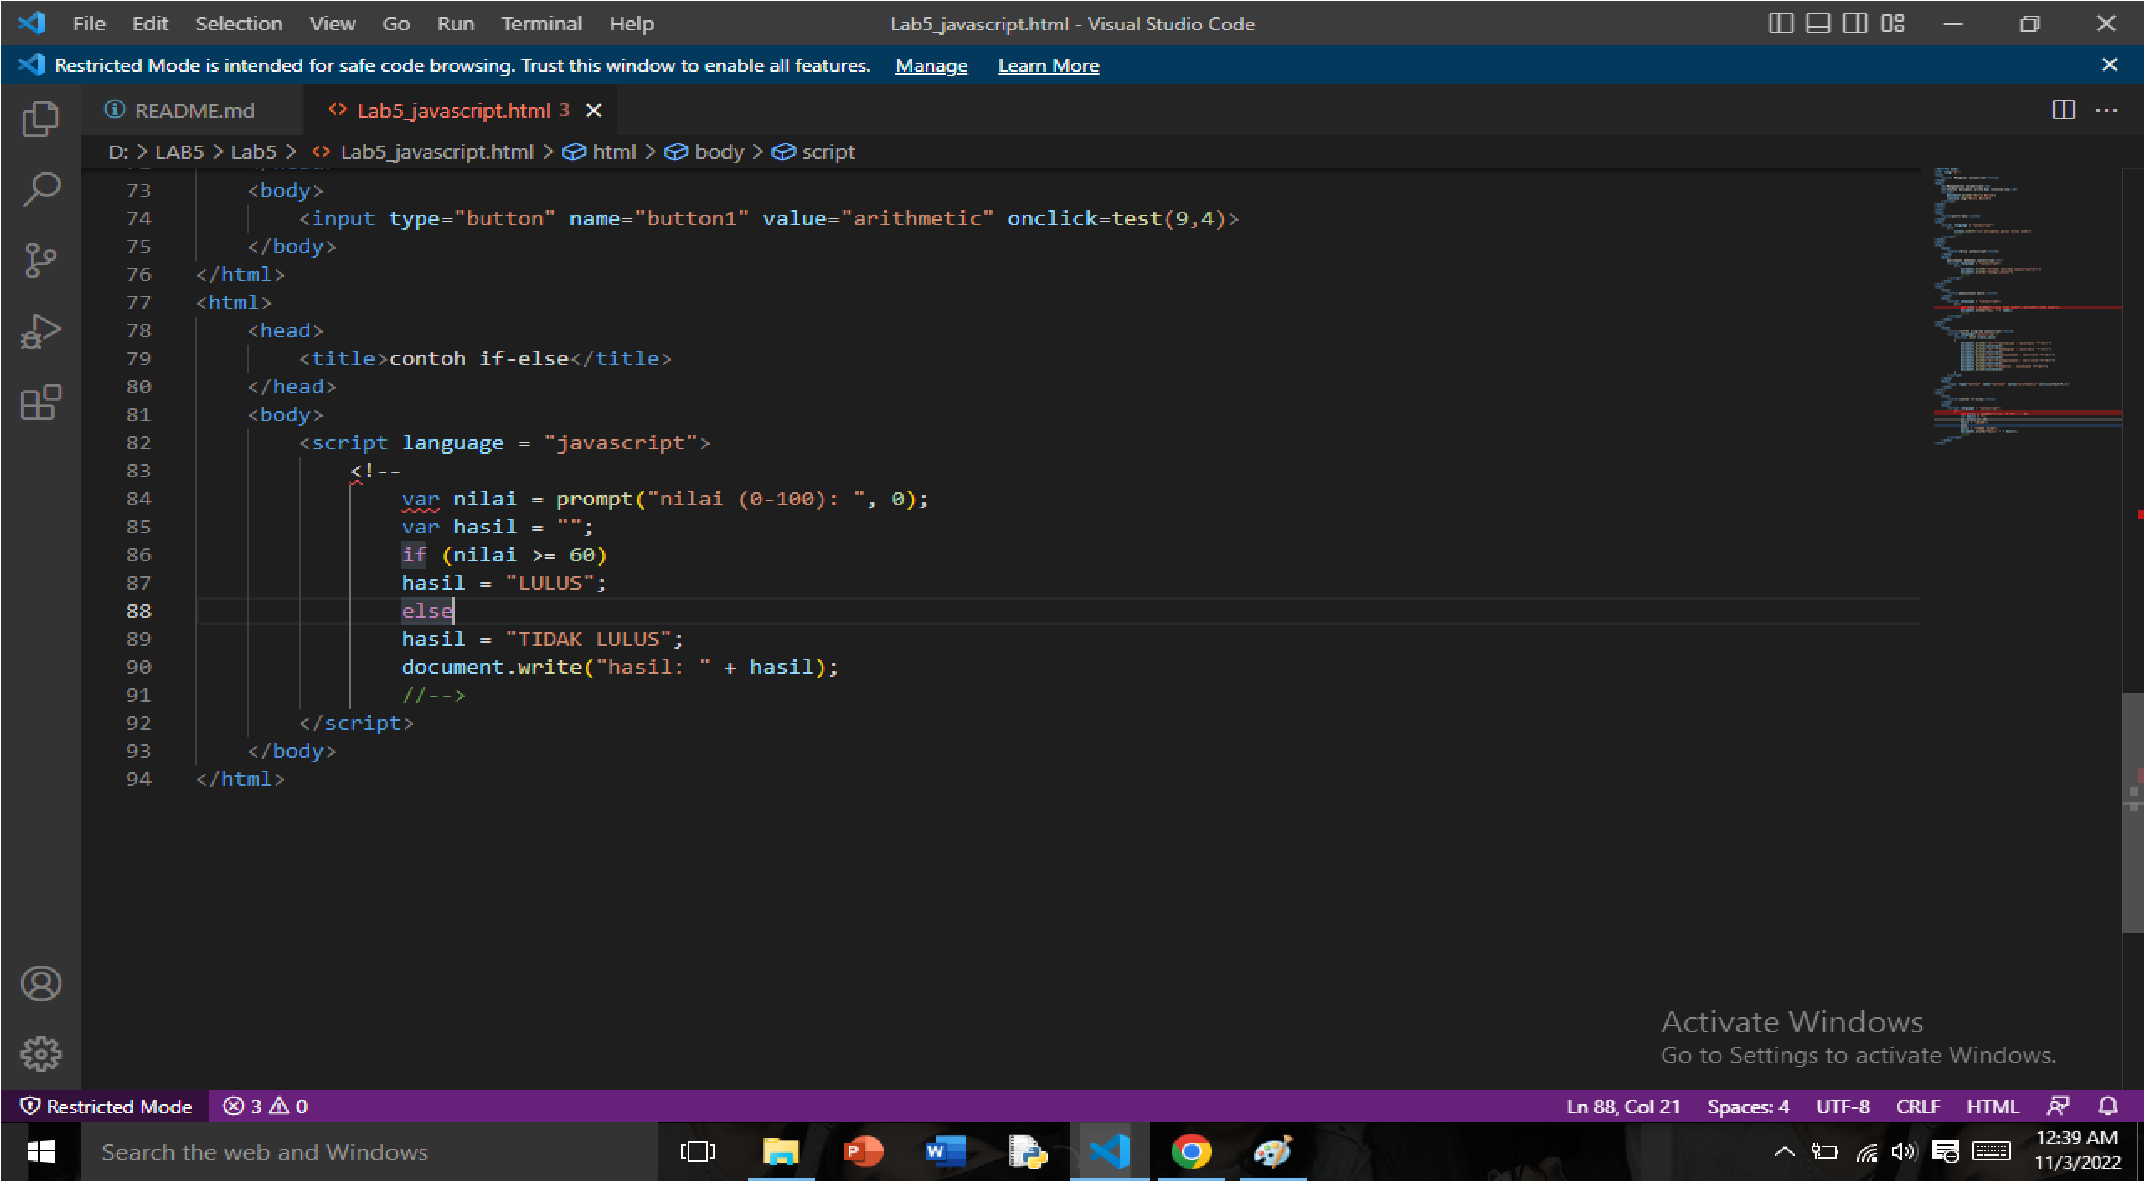 File Edit Selection View Go Run Terminal Help Lab5_javascript.html - Visual Studio Code
Restricted Mode is intended for safe code browsing. Trust this window to enable all features. Manage Learn More
README.md Lab5_javascript.html 3
D: > LAB5 > Lab5 > Lab5_javascript.html > html > body > script
73 <body>
74 <input type="button" name="button1" value="arithmetic" onclick=test(9,4)>
75 </body>
76 </html>
77 <html>
78 <head>
79 <title>contoh if-else</title>
80 </head>
81 <body>
82 <script language = "javascript">
83 <!--
84 var nilai = prompt("nilai (0-100): ", 0);
85 var hasil = "";
86 if (nilai >= 60)
87 hasil = "LULUS";
88 else
89 hasil = "TIDAK LULUS";
90 document.write("hasil: " + hasil);
91 //-->
92 </script>
93 </body>
94 </html>
Activate Windows
Go to Settings to activate Windows.
Restricted Mode 3 0 Ln 88, Col 21 Spaces: 4 UTF-8 CRLF HTML
Search the web and Windows
12:39 AM
11/3/2022